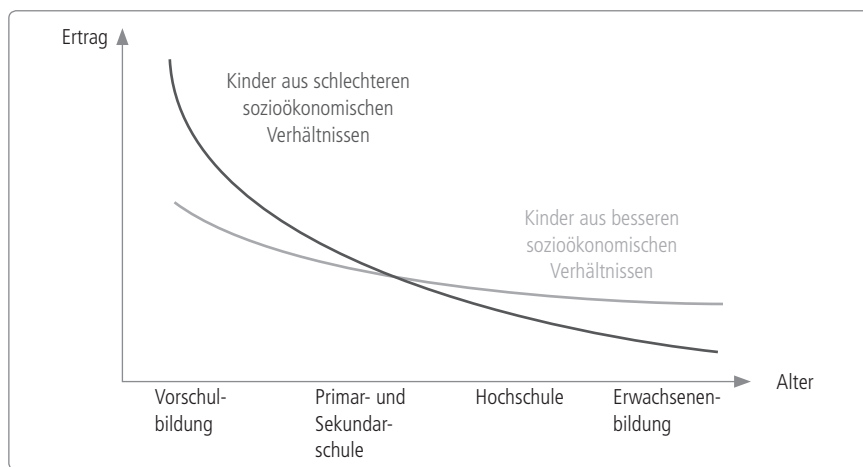 Ertrag
Kinder aus schlechteren
sozioökonomischen
Verhältnissen
Kinder aus besseren
sozioökonomischen
Verhältnissen
Alter
Vorschul-
bildung
Primar- und
Sekundar-
schule
Hochschule
Erwachsenen-
bildung